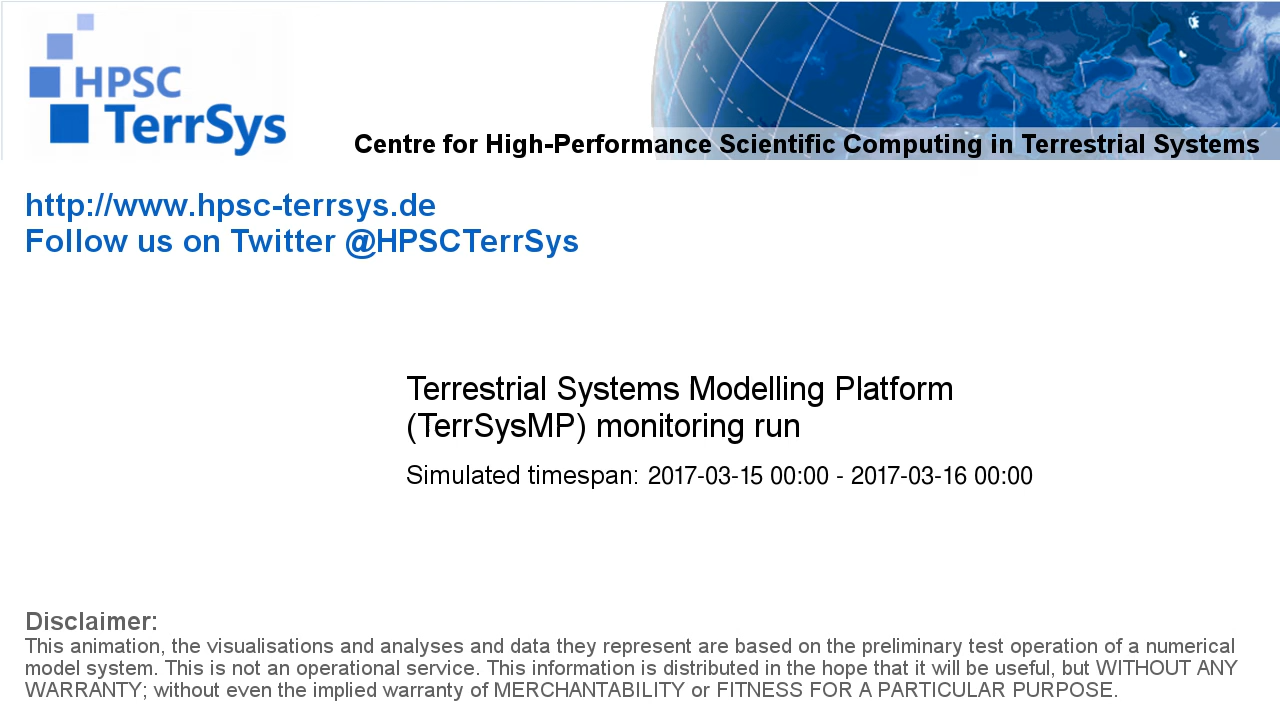 HPSC
TerrSys
Centre for High-Performance Scientific Computing in Terrestrial Systems
http://www.hpsc-terrsys.de
Follow us on Twitter @HPSCTerrSys
Terrestrial Systems Modelling Platform
(TerrSysMP) monitoring run
Simulated timespan: 2017-03-15 00:00 - 2017-03-16 00:00
Disclaimer:
This animation, the visualisations and analyses and data they represent are based on the preliminary test operation of a numerical
model system. This is not an operational service. This information is distributed in the hope that it will be useful, but WITHOUT ANY
WARRANTY; without even the implied warranty of MERCHANTABILITY or FITNESS FOR A PARTICULAR PURPOSE.